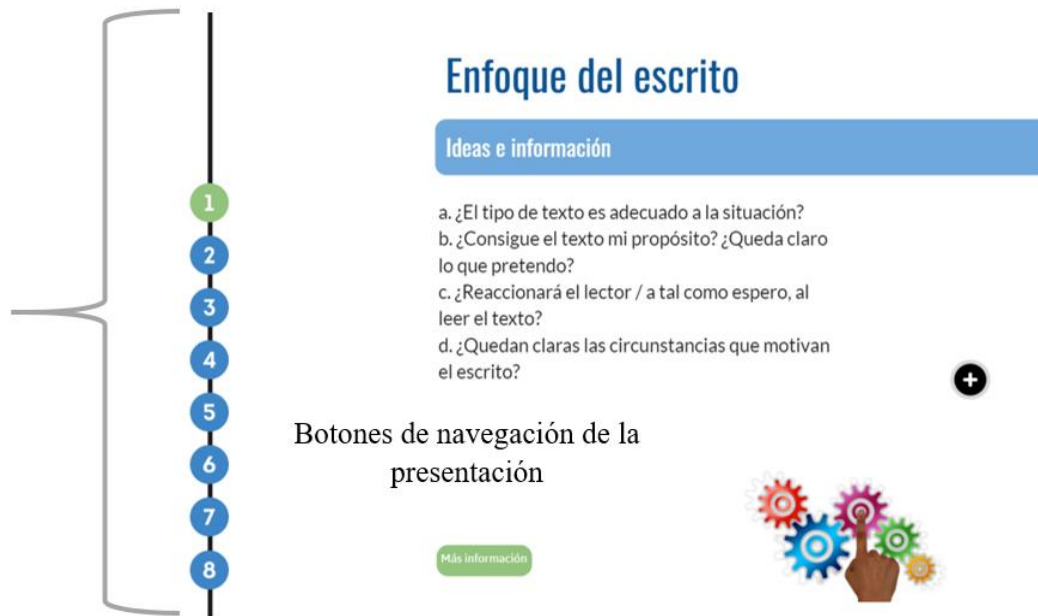 Enfoque del escrito
Ideas e información
1
2
3
4
5
6
7
8
a. ¿El tipo de texto es adecuado a la situación?
b. ¿Consigue el texto mi propósito? ¿Queda claro
lo que pretendo?
c. ¿Reaccionará el lector / a tal como espero, al
leer el texto?
d. ¿Quedan claras las circunstancias que motivan
el escrito?
+
Botones de navegación de la
presentación
Más información